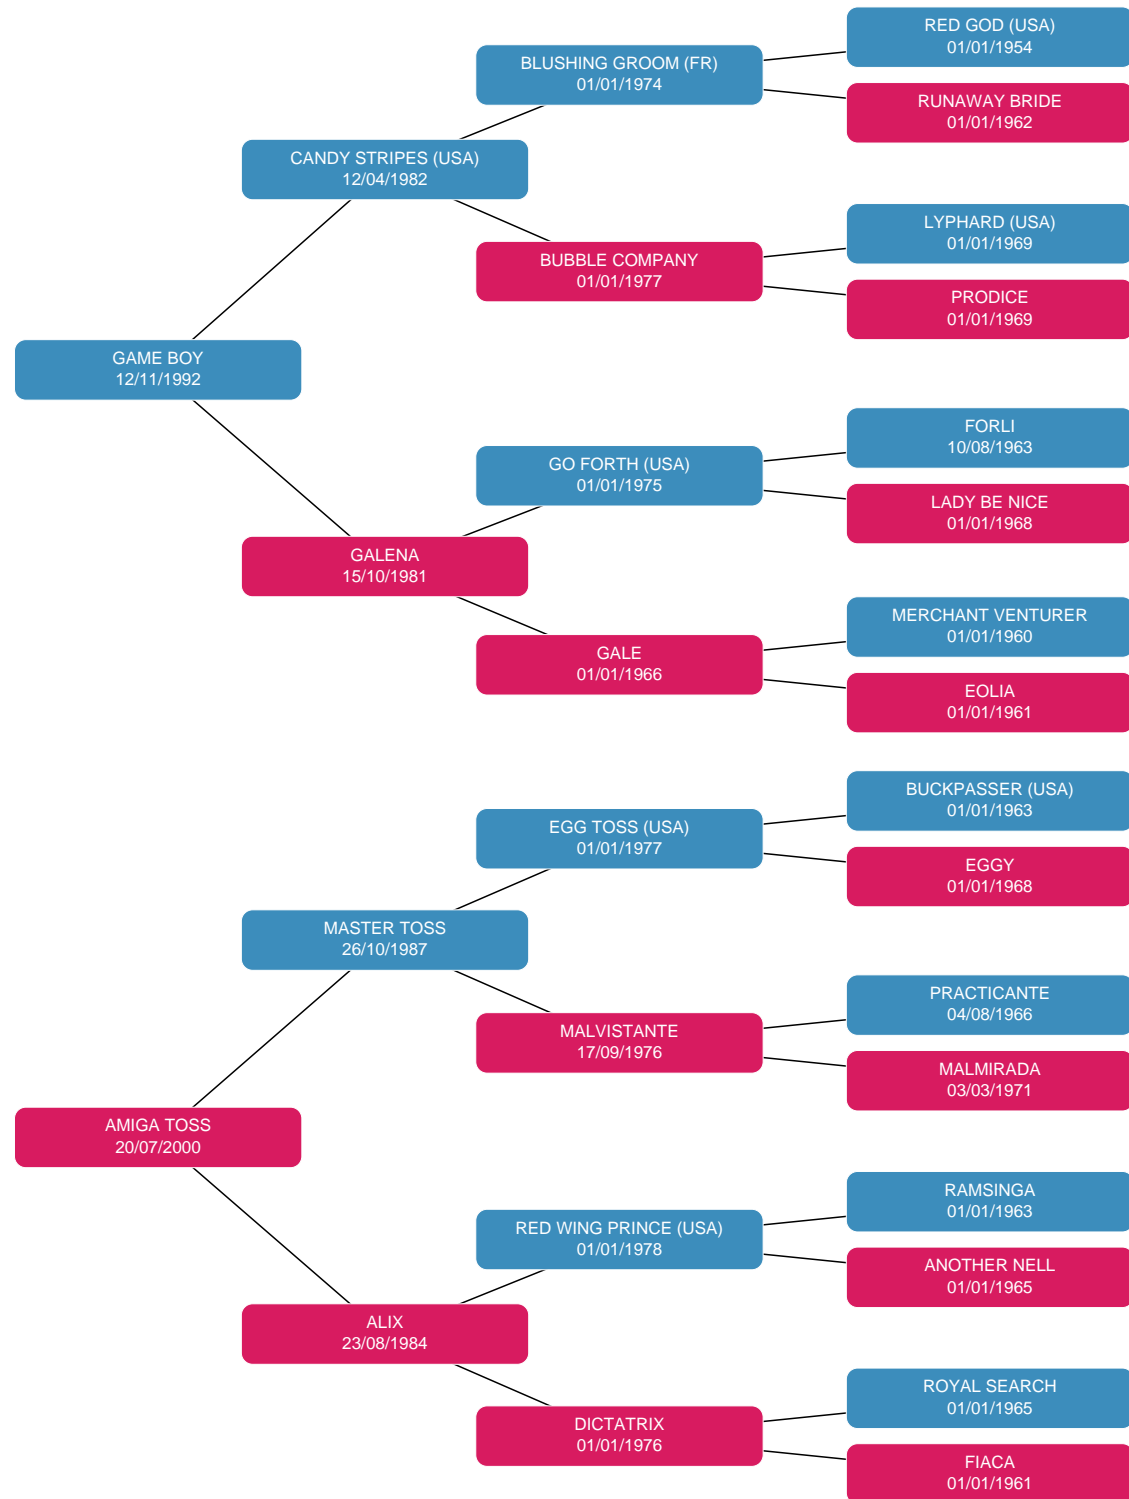 RED GOD (USA)
01/01/1954
BLUSHING GROOM (FR)
01/01/1974
RUNAWAY BRIDE
01/01/1962
CANDY STRIPES (USA)
12/04/1982
LYPHARD (USA)
01/01/1969
BUBBLE COMPANY
01/01/1977
PRODICE
01/01/1969
GAME BOY
12/11/1992
FORLI
10/08/1963
GO FORTH (USA)
01/01/1975
LADY BE NICE
01/01/1968
GALENA
15/10/1981
MERCHANT VENTURER
01/01/1960
GALE
01/01/1966
EOLIA
01/01/1961
BUCKPASSER (USA)
01/01/1963
EGG TOSS (USA)
01/01/1977
EGGY
01/01/1968
MASTER TOSS
26/10/1987
PRACTICANTE
04/08/1966
MALVISTANTE
17/09/1976
MALMIRADA
03/03/1971
AMIGA TOSS
20/07/2000
RAMSINGA
01/01/1963
RED WING PRINCE (USA)
01/01/1978
ANOTHER NELL
01/01/1965
ALIX
23/08/1984
ROYAL SEARCH
01/01/1965
DICTATRIX
01/01/1976
FIACA
01/01/1961